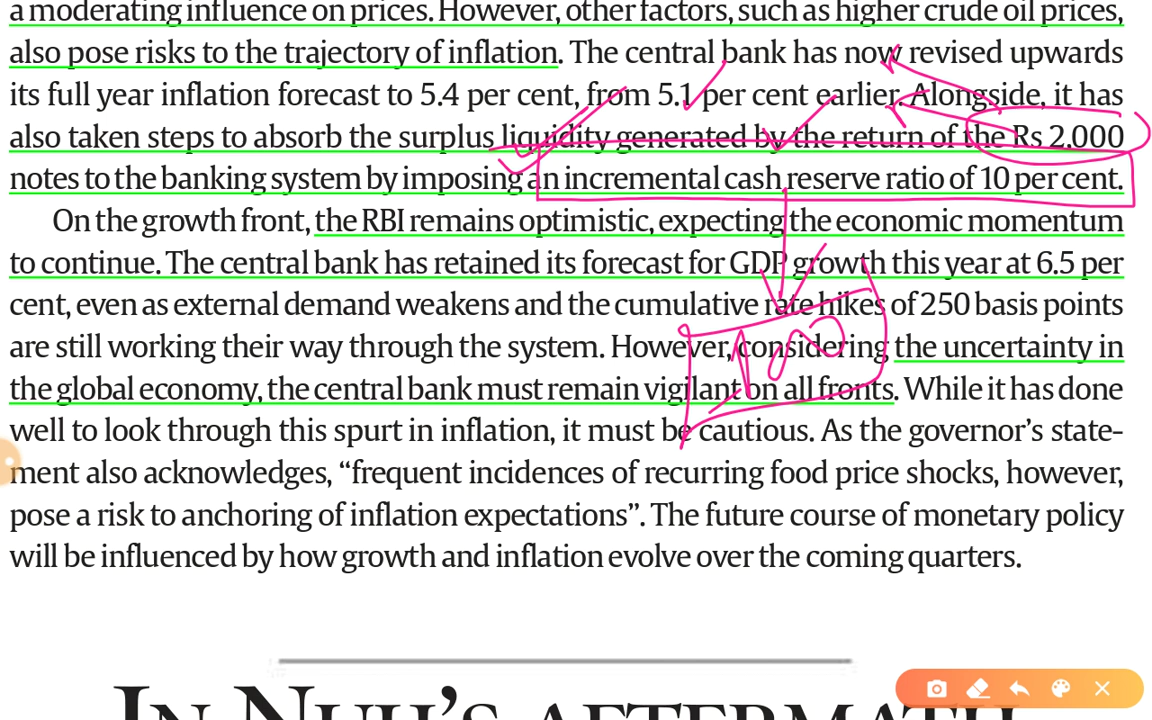 a moderating influence on prices. However, other factors, such as higher crude oil prices,
also pose risks to the trajectory of inflation. The central bank has now revised upwards
its full year inflation forecast to 5.4 per cent, from 5.1 per cent earlier. Alongside, it has
also taken steps to absorb the surplus liquidity generated by the return of the Rs 2,000
notes to the banking system by imposing an incremental cash reserve ratio of 10 per cent.
On the growth front, the RBI remains optimistic, expecting the economic momentum
to continue. The central bank has retained its forecast for GDP growth this year at 6.5 per
cent, even as external demand weakens and the cumulative rate hikes of 250 basis points
are still working their way through the system. However, considering the uncertainty in
the global economy, the central bank must remain vigilant on all fronts. While it has done
well to look through this spurt in inflation, it must be cautious. As the governor's state-
ment also acknowledges, “frequent incidences of recurring food price shocks, however,
pose a risk to anchoring of inflation expectations”. The future course of monetary policy
will be influenced by how growth and inflation evolve over the coming quarters.
IN NUH'S AFTERMATH